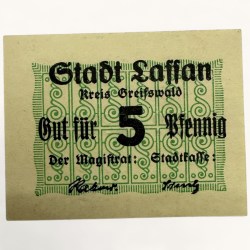 Stadt Lassan
Kreis Greifswald
Gut für 5 Pfennig
Der Magistrat: Stadtkasse: